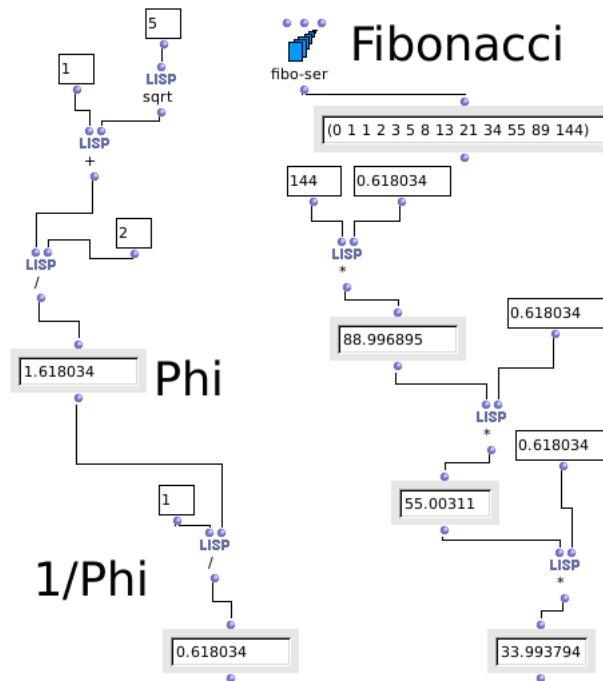 5
1
LISP
sqrt
LISP
+
2
LISP
/
1.618034
Phi
1
LISP
/
1/Phi
0.618034
Fibonacci
fibo-ser
(0 1 1 2 3 5 8 13 21 34 55 89 144)
144
0.618034
LISP
*
88.996895
0.618034
LISP
*
0.618034
55.00311
LISP
*
33.993794